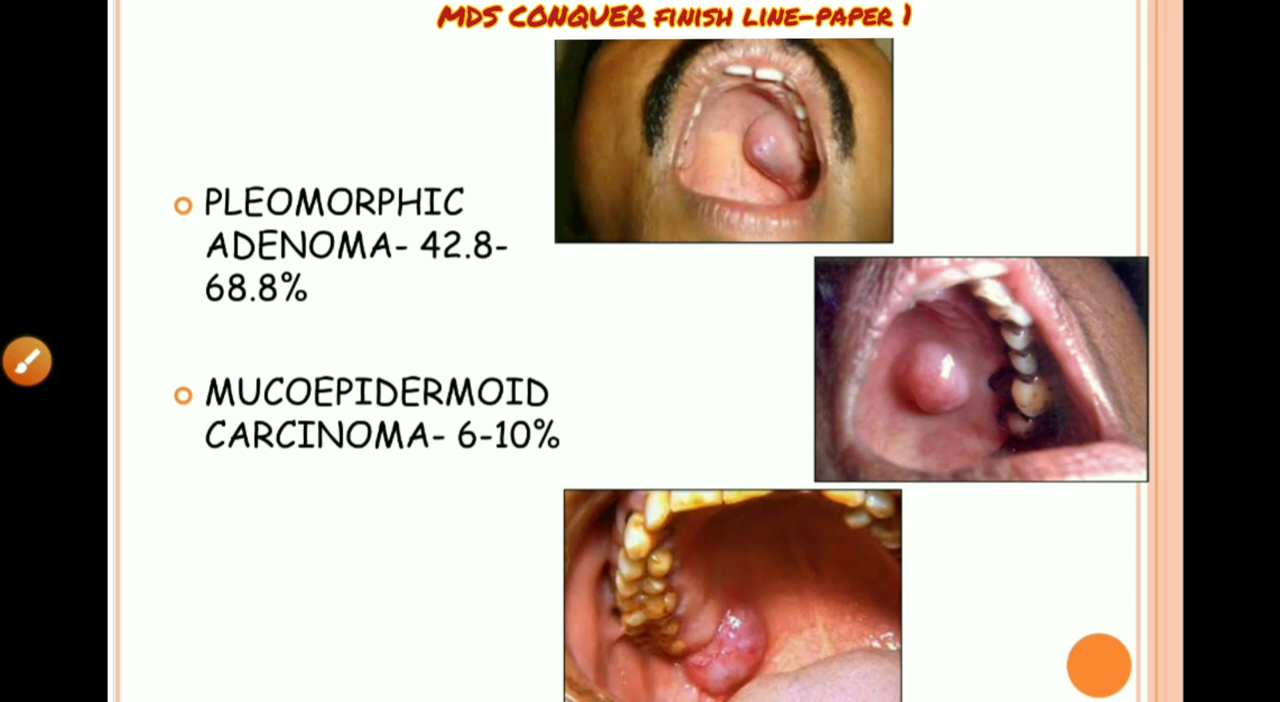 MDS CONQUER FINISH LINE-PAPER 1
PLEOMORPHIC
ADENOMA- 42.8-
68.8%
MUCOEPIDERMOID
CARCINOMA- 6-10%